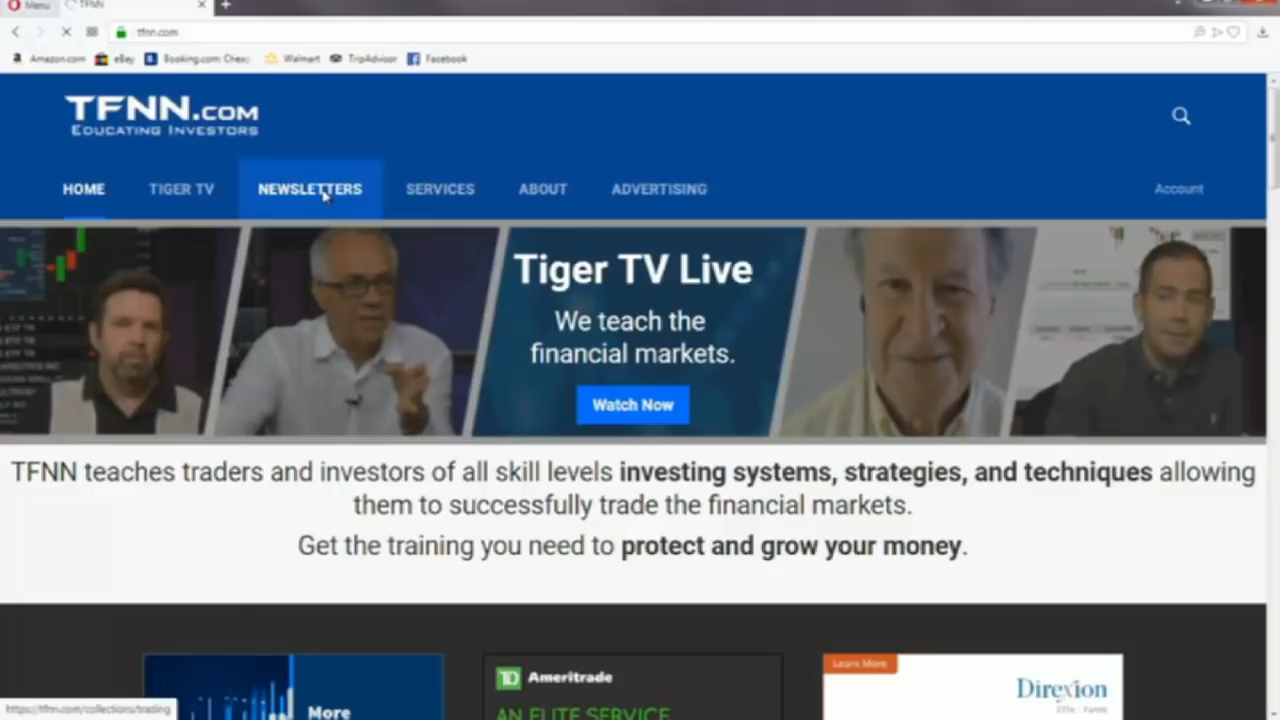 Menu
TFNN
tfnn.com
Amazon.com eBay Booking.com: Cheap Walmart TripAdvisor Facebook
TFNN.COM
EDUCATING INVESTORS
HOME TIGER TV NEWSLETTERS SERVICES ABOUT ADVERTISING Account
Tiger TV Live
We teach the
financial markets.
Watch Now
TFNN teaches traders and investors of all skill levels investing systems, strategies, and techniques allowing
them to successfully trade the financial markets.
Get the training you need to protect and grow your money.
More
TD Ameritrade
AN ELITE SERVICE
Learn More
Direxion
https://tfnn.com/collections/trading